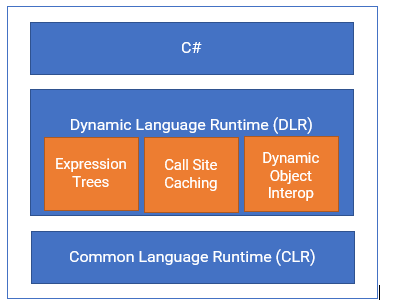 C#
Dynamic Language Runtime (DLR)
Expression
Trees
Call Site
Caching
Dynamic
Object
Interop
Common Language Runtime (CLR)